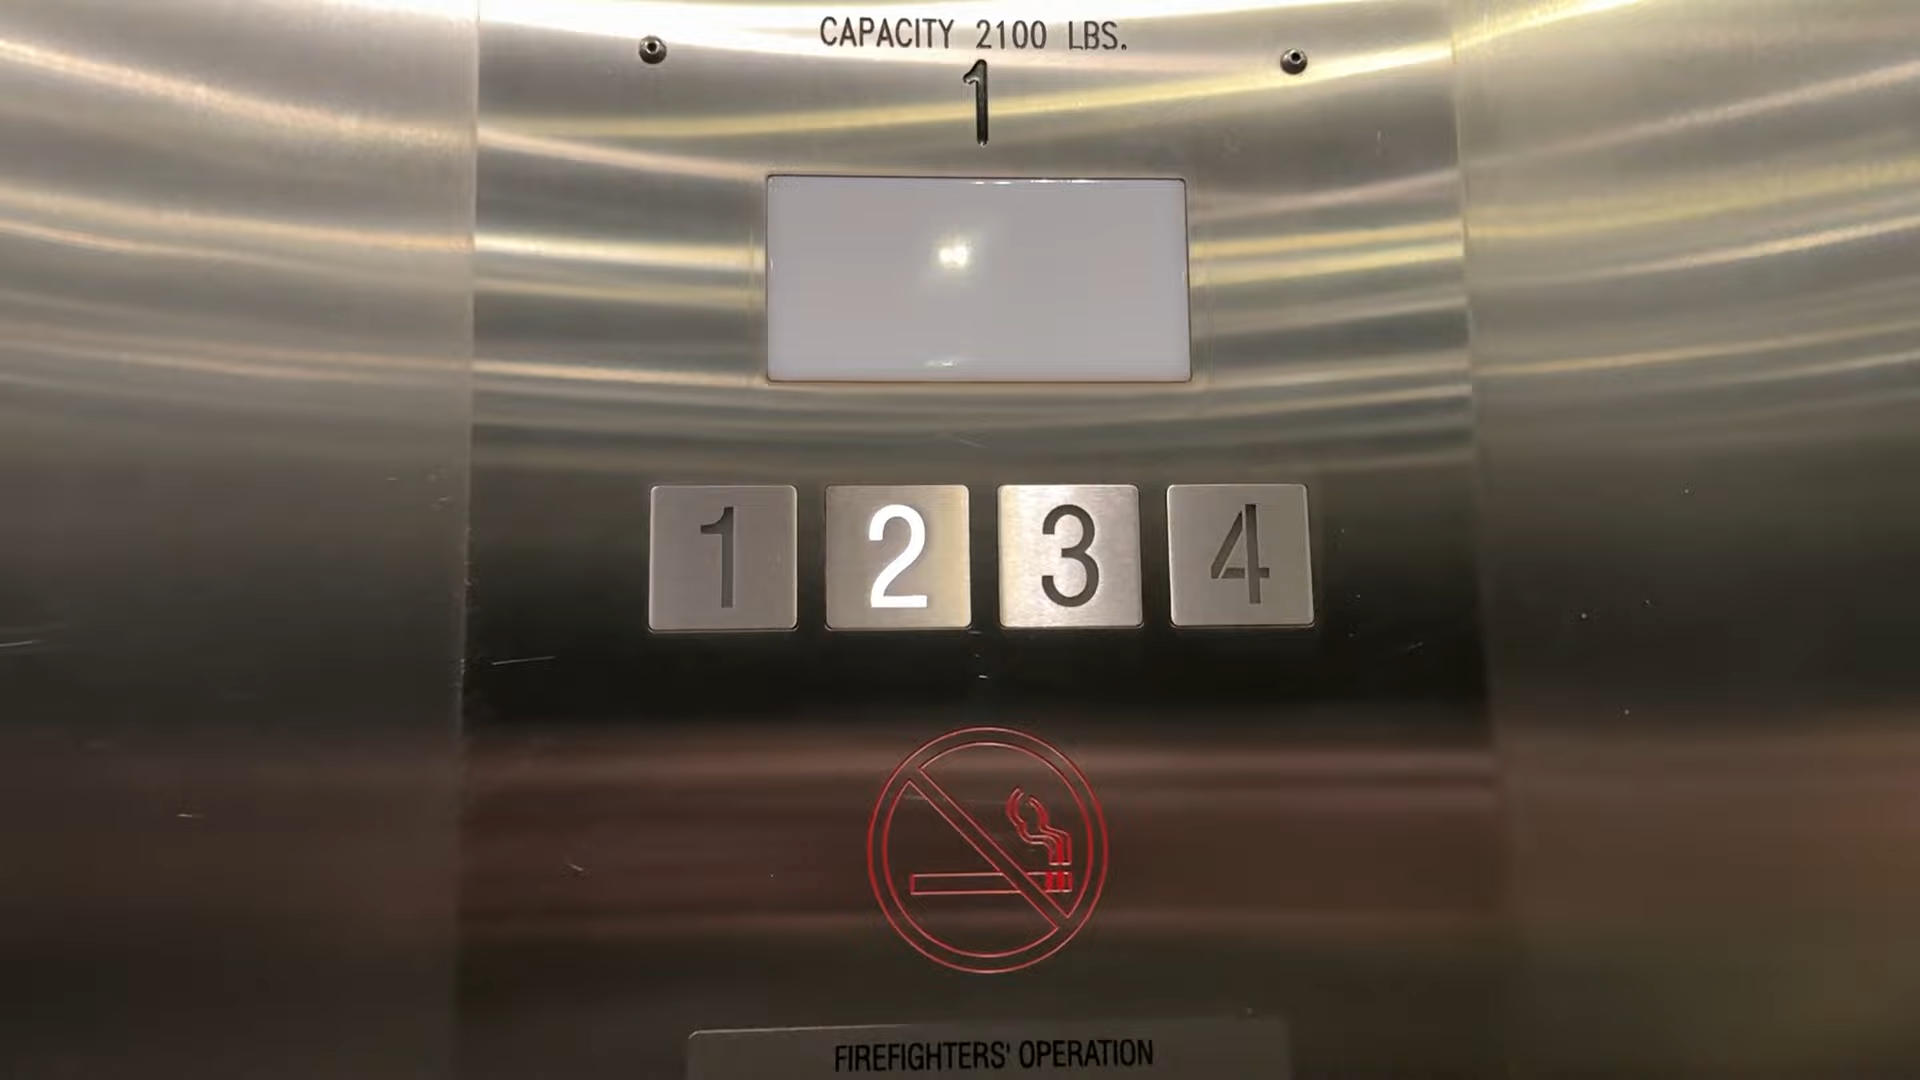 CAPACITY 2100 LBS.
1
1 2 3 4
FIREFIGHTERS' OPERATION